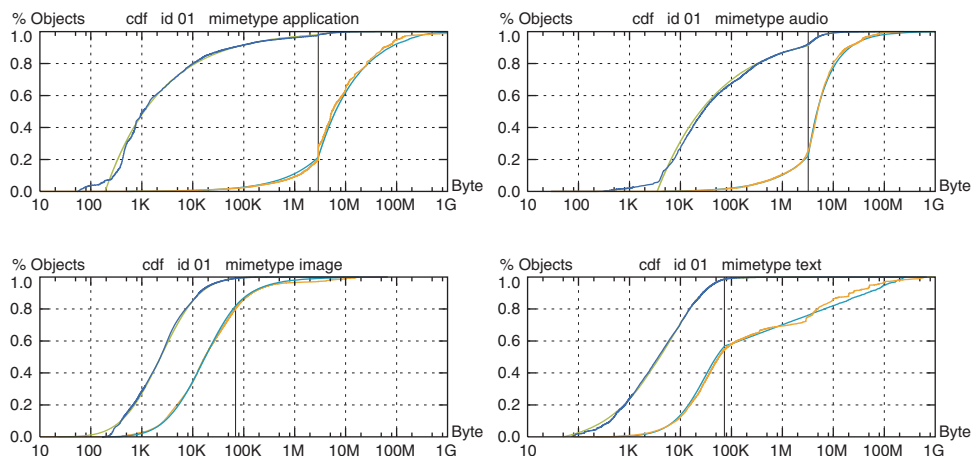 % Objects cdf id 01 mimetype application
1.0
0.8
0.6
0.4
0.2
0.0
Byte
10 100 1K 10K 100K 1M 10M 100M 1G
% Objects cdf id 01 mimetype audio
1.0
0.8
0.6
0.4
0.2
0.0
Byte
10 100 1K 10K 100K 1M 10M 100M 1G
% Objects cdf id 01 mimetype image
1.0
0.8
0.6
0.4
0.2
0.0
Byte
10 100 1K 10K 100K 1M 10M 100M 1G
% Objects cdf id 01 mimetype text
1.0
0.8
0.6
0.4
0.2
0.0
Byte
10 100 1K 10K 100K 1M 10M 100M 1G